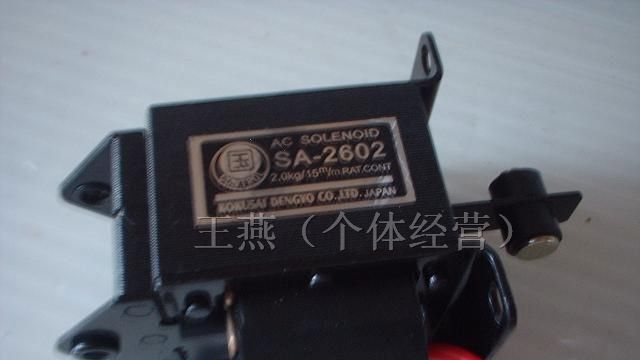 AC SOLENOID
SA-2602
2.0kg/15m/m RAT.CONT
KOKUSAI DENGYO CO.,LTD. JAPAN
王燕（个体经营）